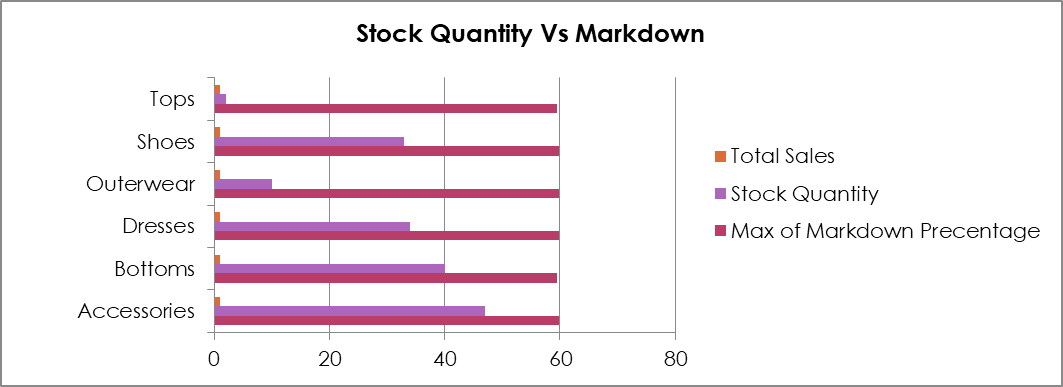 Stock Quantity Vs Markdown
Tops
Shoes
Outerwear
Dresses
Bottoms
Accessories
0 20 40 60 80
Total Sales
Stock Quantity
Max of Markdown Precentage